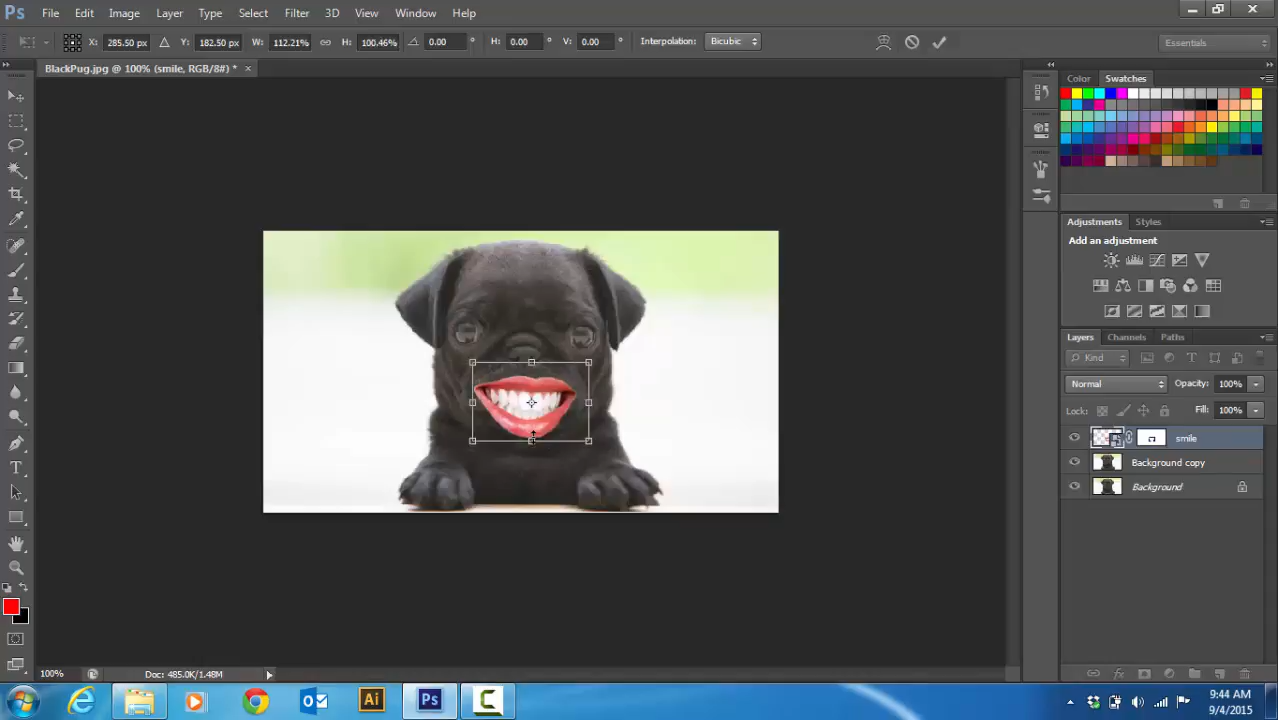 Ps File Edit Image Layer Type Select Filter 3D View Window Help
X: 285.50 px Y: 182.50 px W: 112.21% H: 100.46% 0.00 ° H: 0.00 ° V: 0.00 ° Interpolation: Bicubic Essentials
BlackPug.jpg @ 100% (smile, RGB/8#) * ×
Color Swatches
Adjustments Styles
Add an adjustment
Layers Channels Paths
Kind
Normal Opacity: 100%
Lock: Fill: 100%
smile
Background copy
Background
100% Doc: 485.0K/1.48M
Ai Ps
9:44 AM
9/4/2015